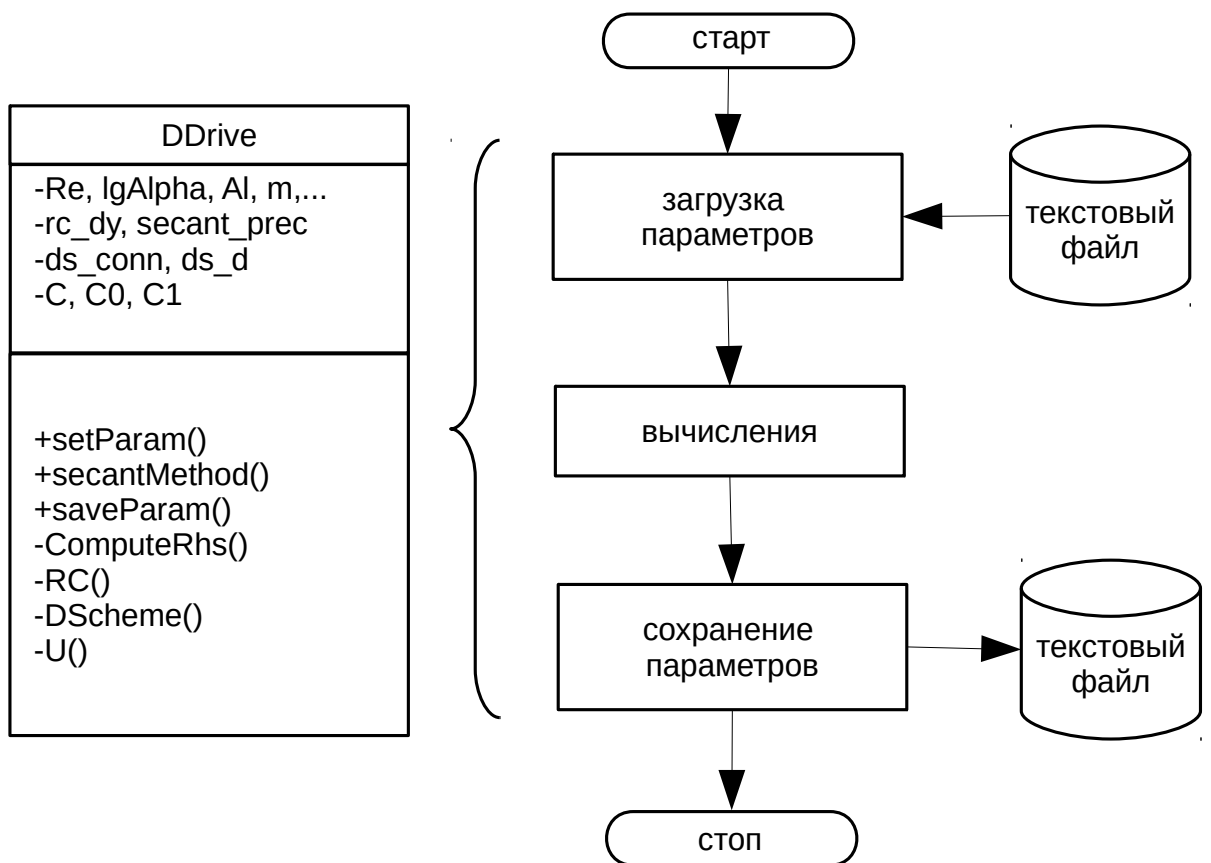 старт
DDrive
-Re, lgAlpha, Al, m,...
-rc_dy, secant_prec
-ds_conn, ds_d
-C, C0, C1
+setParam()
+secantMethod()
+saveParam()
-ComputeRhs()
-RC()
-DScheme()
-U()
загрузка
параметров
текстовый
файл
вычисления
сохранение
параметров
текстовый
файл
стоп